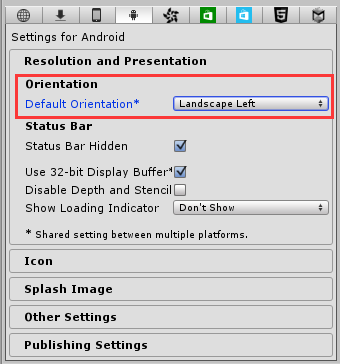 Settings for Android
Resolution and Presentation
Orientation
Default Orientation* Landscape Left
Status Bar
Status Bar Hidden
Use 32-bit Display Buffer*
Disable Depth and Stencil
Show Loading Indicator Don't Show
* Shared setting between multiple platforms.
Icon
Splash Image
Other Settings
Publishing Settings